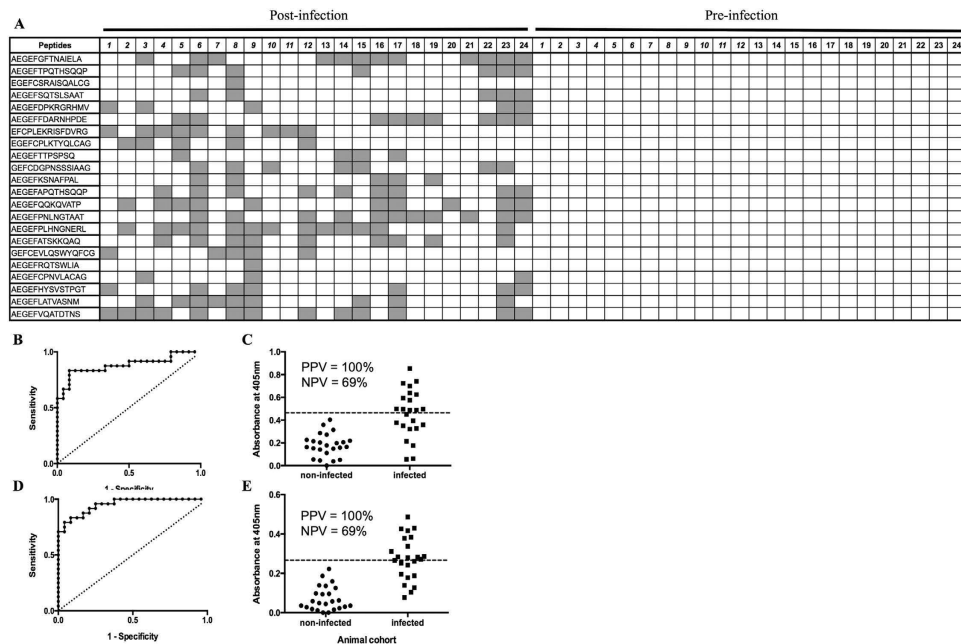 Post-infection Pre-infection
A
Peptides 1 2 3 4 5 6 7 8 9 10 11 12 13 14 15 16 17 18 19 20 21 22 23 24 1 2 3 4 5 6 7 8 9 10 11 12 13 14 15 16 17 18 19 20 21 22 23 24
AEGEFGFTNAIELA
AEGEFTPQTHSQQP
EGEFCSRAISQALCG
AEGEFSQTSLSAAT
AEGEFDPKRGRHMV
AEGEFFDARNHPDE
EFCPLEKRISFDVRG
EGEFCPLKTYQLCAG
AEGEFTTPSPSQ
GEFCDGPNSSSIAAG
AEGEFKSNAFPAL
AEGEFAPQTHSQQP
AEGEFQQKQVATP
AEGEFPNLNGTAAT
AEGEFPLHNGNERL
AEGEFATSKKQAQ
GEFCEVLQSWYQFCG
AEGEFRQTSWLIA
AEGEFCPNVLACAG
AEGEFHYSVSTPGT
AEGEFLATVASNM
AEGEFVQATDTNS
B
1.0
0.5
0.0
Sensitivity
0.0 0.5 1.0
1 - Specificity
C
1.0
0.8
0.6
0.4
0.2
0.0
Absorbance at 405nm
PPV = 100%
NPV = 69%
non-infected infected
D
1.0
0.5
0.0
Sensitivity
0.0 0.5 1.0
1 - Specificity
E
0.6
0.4
0.2
0.0
Absorbance at 405nm
PPV = 100%
NPV = 69%
non-infected infected
Animal cohort